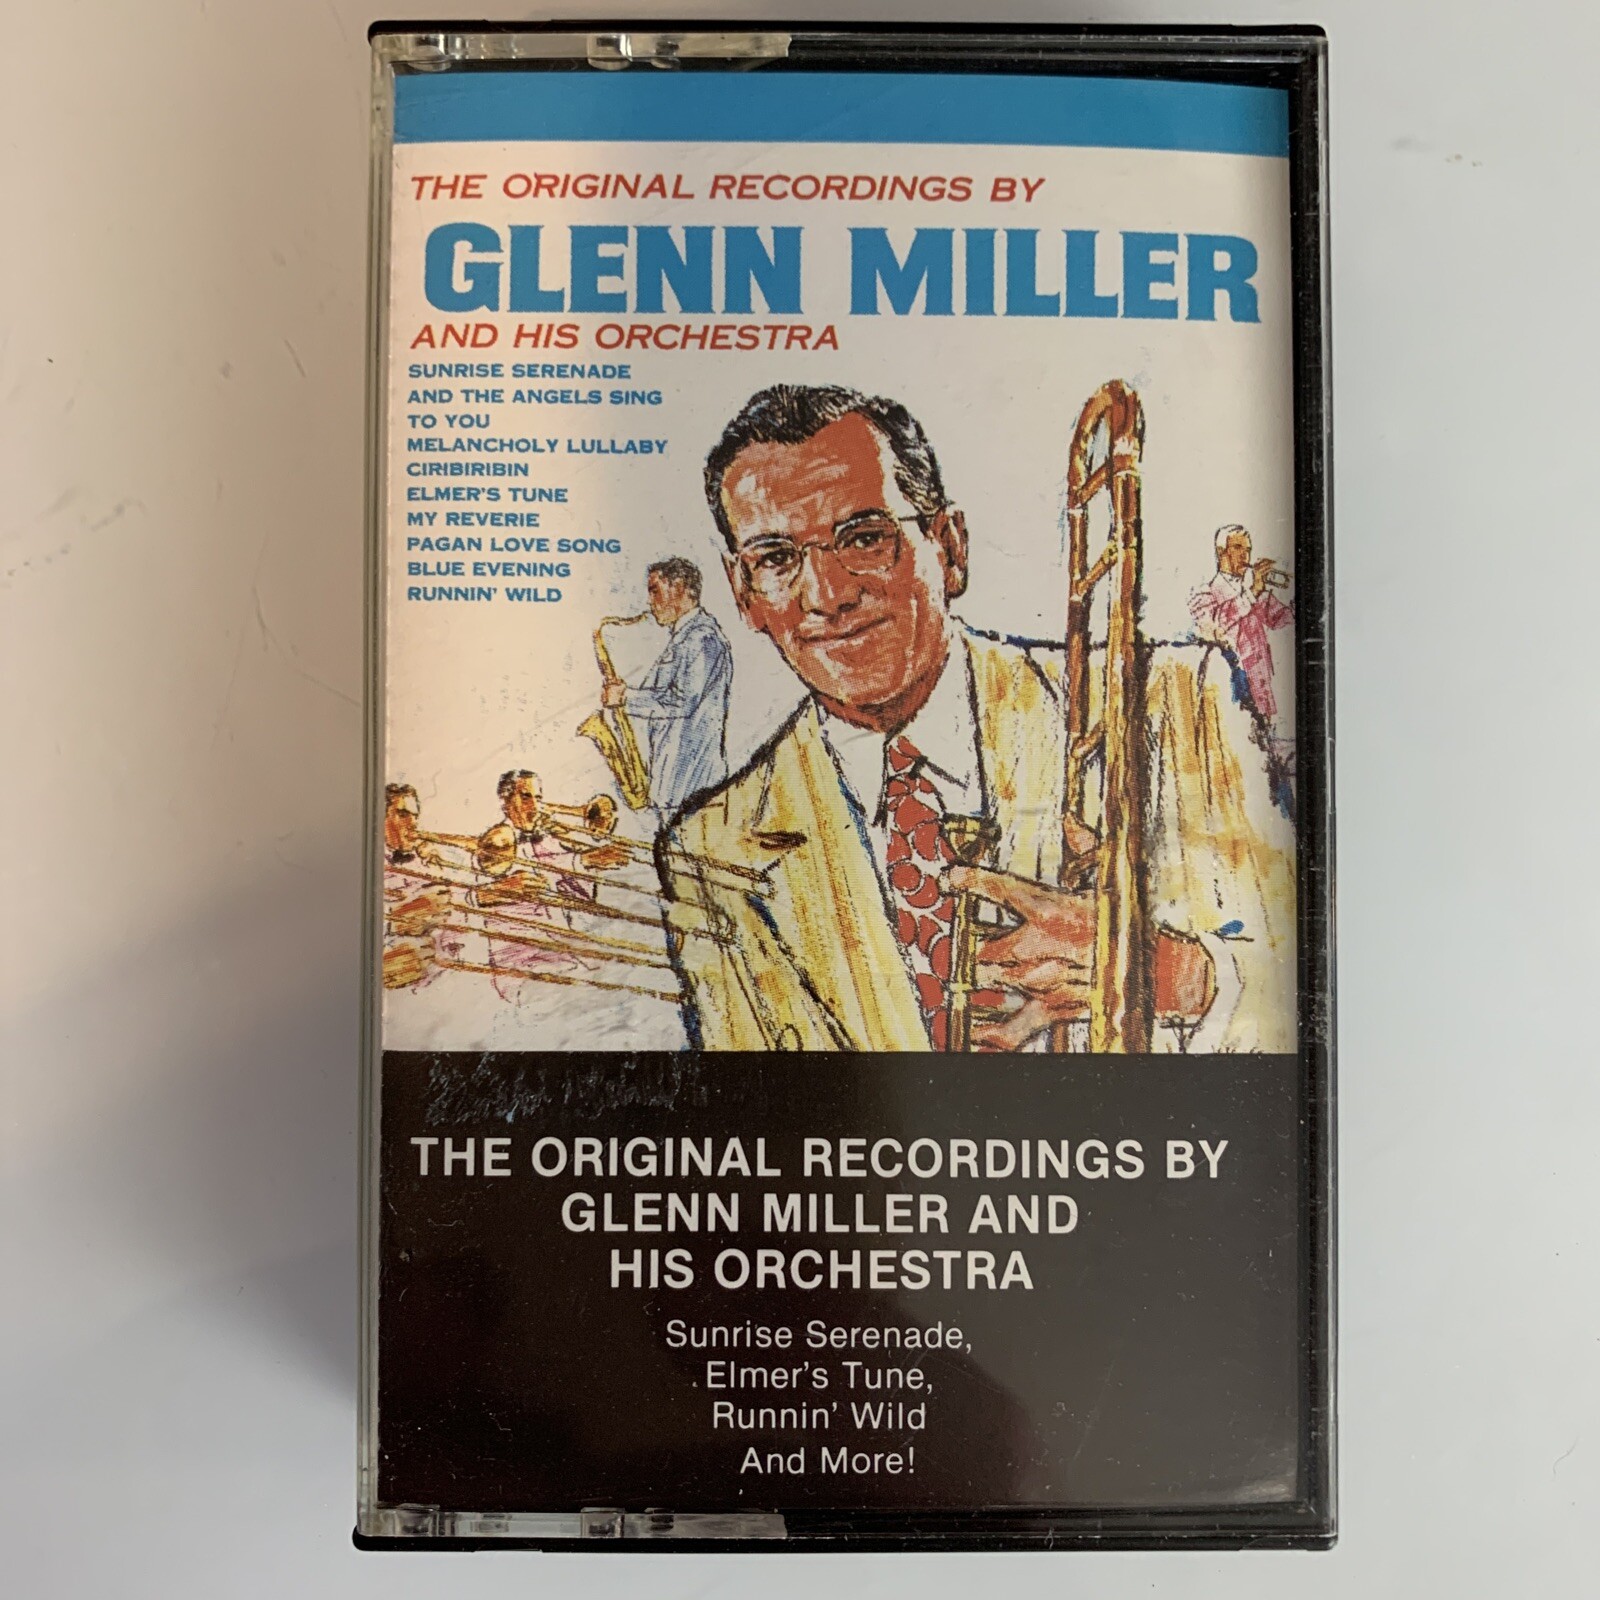 THE ORIGINAL RECORDINGS BY
GLENN MILLER
AND HIS ORCHESTRA
SUNRISE SERENADE
AND THE ANGELS SING
TO YOU
MELANCHOLY LULLABY
CIRIBIRIBIN
ELMER'S TUNE
MY REVERIE
PAGAN LOVE SONG
BLUE EVENING
RUNNIN' WILD
THE ORIGINAL RECORDINGS BY
GLENN MILLER AND
HIS ORCHESTRA
Sunrise Serenade,
Elmer's Tune,
Runnin' Wild
And More!